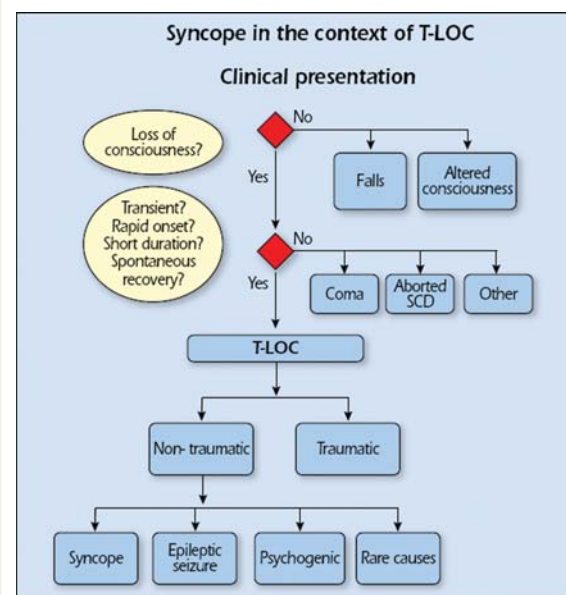 Syncope in the context of T-LOC
Clinical presentation
Loss of
consciousness?
No
Yes
Falls
Altered
consciousness
Transient?
Rapid onset?
Short duration?
Spontaneous
recovery?
No
Yes
Coma
Aborted
SCD
Other
T-LOC
Non- traumatic
Traumatic
Syncope
Epileptic
seizure
Psychogenic
Rare causes